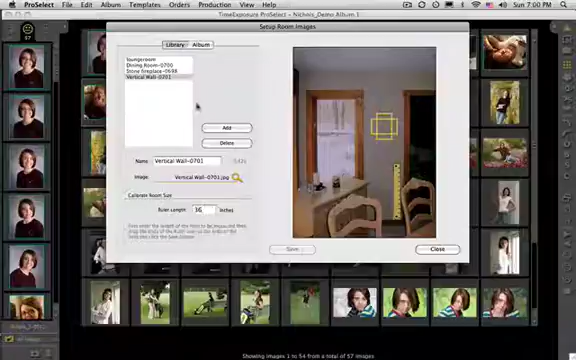 ProSelect File Edit Album Templates Orders Production Window Help Sun 7:00 PM
TimeExposure ProSelect - Nichols_Demo Album 1
Setup Room Images
Library Album
loungeroom
Dining Room-0700
Stone fireplace-0698
Vertical Wall-0701
Add
Delete
Name Vertical Wall-0701
Image Vertical Wall-0701.jpg
Calibrate Room Size
Ruler Length: 36 inches
Save
Close
Showing images 1 to 54 from a total of 57 images